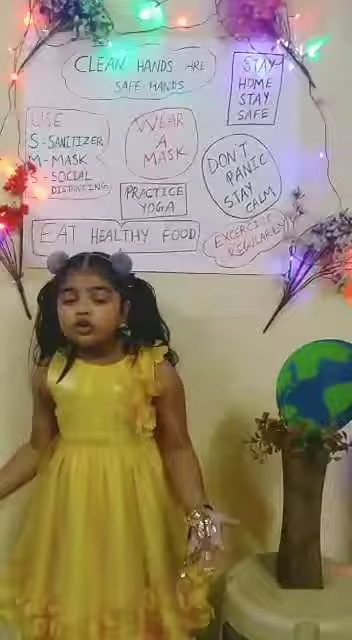 CLEAN HANDS ARE
SAFE HANDS
STAY
HOME
STAY
SAFE
USE
S-SANITIZER
M-MASK
S-SOCIAL
DISTANCING
WEAR
A
MASK
DON'T
PANIC
STAY
CALM
PRACTICE
YOGA
EAT HEALTHY FOOD
EXCERCISE
REGULARLY